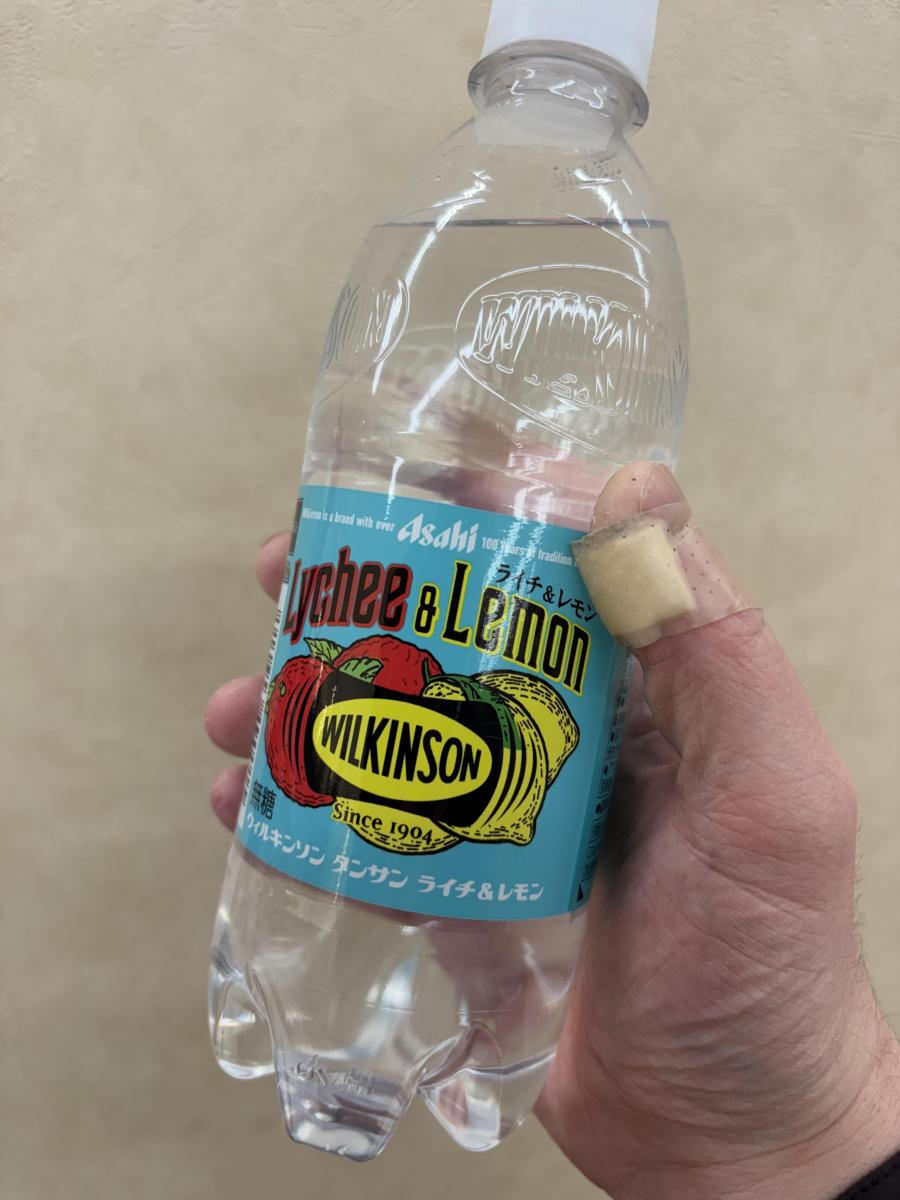 Wilkinson is a brand with over Asahi 100 years of tradition
ライチ&レモン
Lychee & Lemon
WILKINSON
Since 1904
無糖
ウィルキンソン タンサン ライチ&レモン